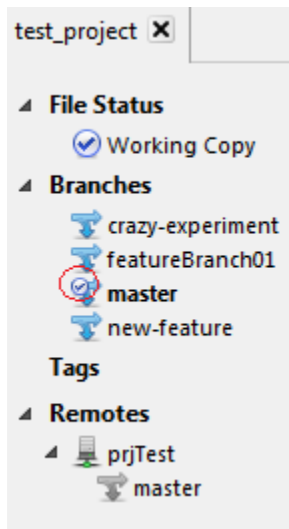 test_project
File Status
Working Copy
Branches
crazy-experiment
featureBranch01
master
new-feature
Tags
Remotes
prjTest
master